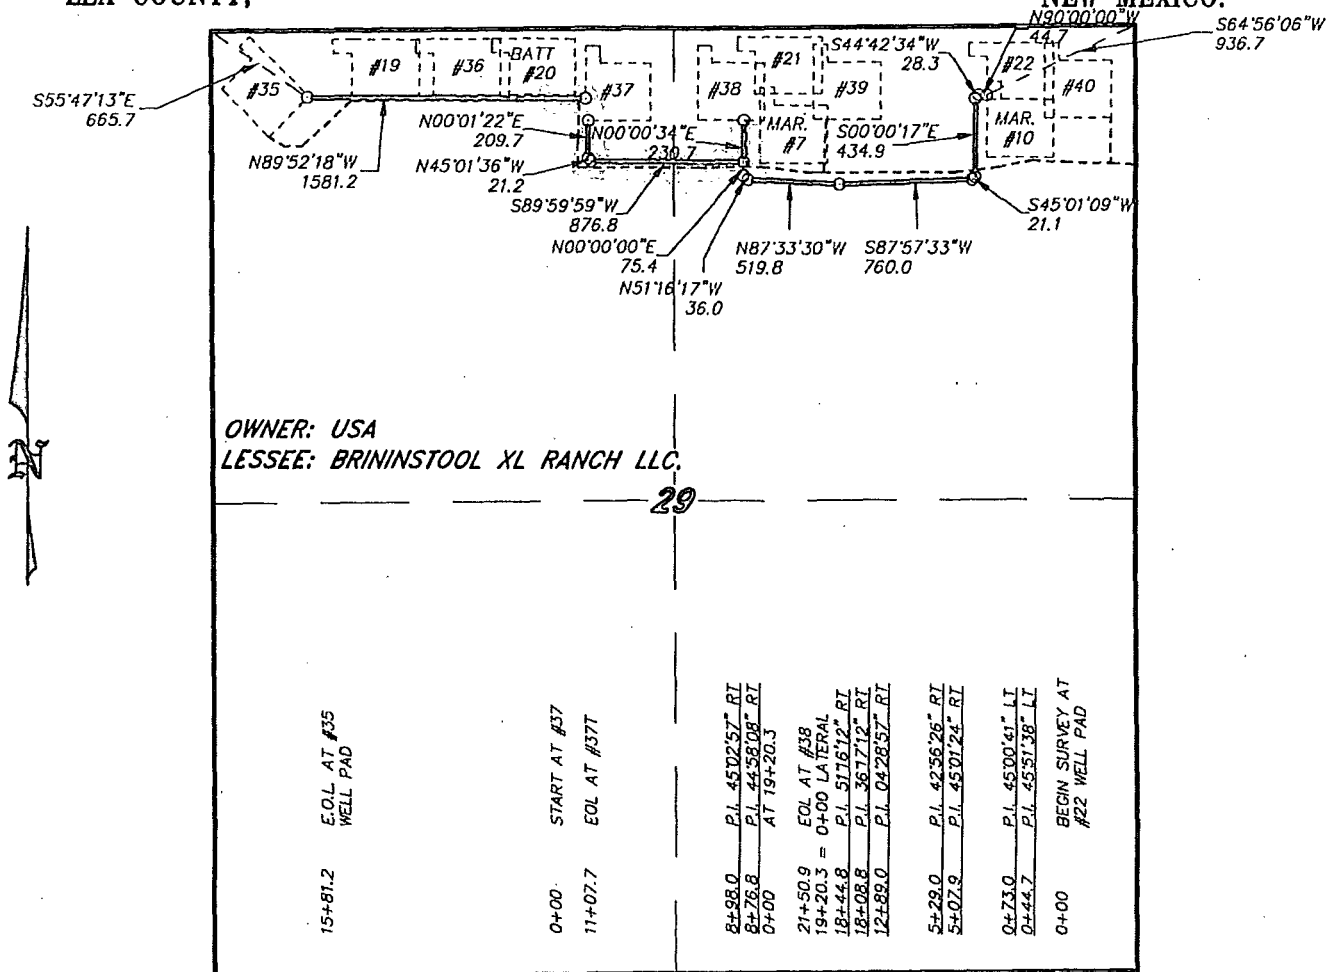 LEA COUNTY, NEW MEXICO.
N90°00'00"W
44.7
S64°56'06"W
936.7
S44°42'34"W
28.3
#19
#36
BATT
#20
#37
#38
#21
#39
#22
#40
#35
S55°47'13"E
665.7
MAR.
#7
MAR.
#10
N00°01'22"E
209.7
N00°00'34"E
230.7
S00°00'17"E
434.9
N89°52'18"W
1581.2
N45°01'36"W
21.2
S89°59'59"W
876.8
S45°01'09"W
21.1
N00°00'00"E
75.4
N87°33'30"W
519.8
S87°57'33"W
760.0
N51°16'17"W
36.0
N
OWNER: USA
LESSEE: BRININSTOOL XL RANCH LLC.
29
15+81.2 E.O.L. AT #35
WELL PAD
0+00 START AT #37
11+07.7 EOL AT #37T
8+98.0 P.I. 45°02'57" RT
8+76.8 P.I. 44°58'08" RT
0+00 AT 19+20.3
21+50.9 EOL AT #38
19+20.3 = 0+00 LATERAL
18+44.8 P.I. 51°16'12" RT
18+08.8 P.I. 36°17'12" RT
12+89.0 P.I. 04°28'57" RT
5+29.0 P.I. 42°56'26" RT
5+07.9 P.I. 45°01'24" RT
0+73.0 P.I. 45°00'41" LT
0+44.7 P.I. 45°51'38" LT
0+00 BEGIN SURVEY AT
#22 WELL PAD